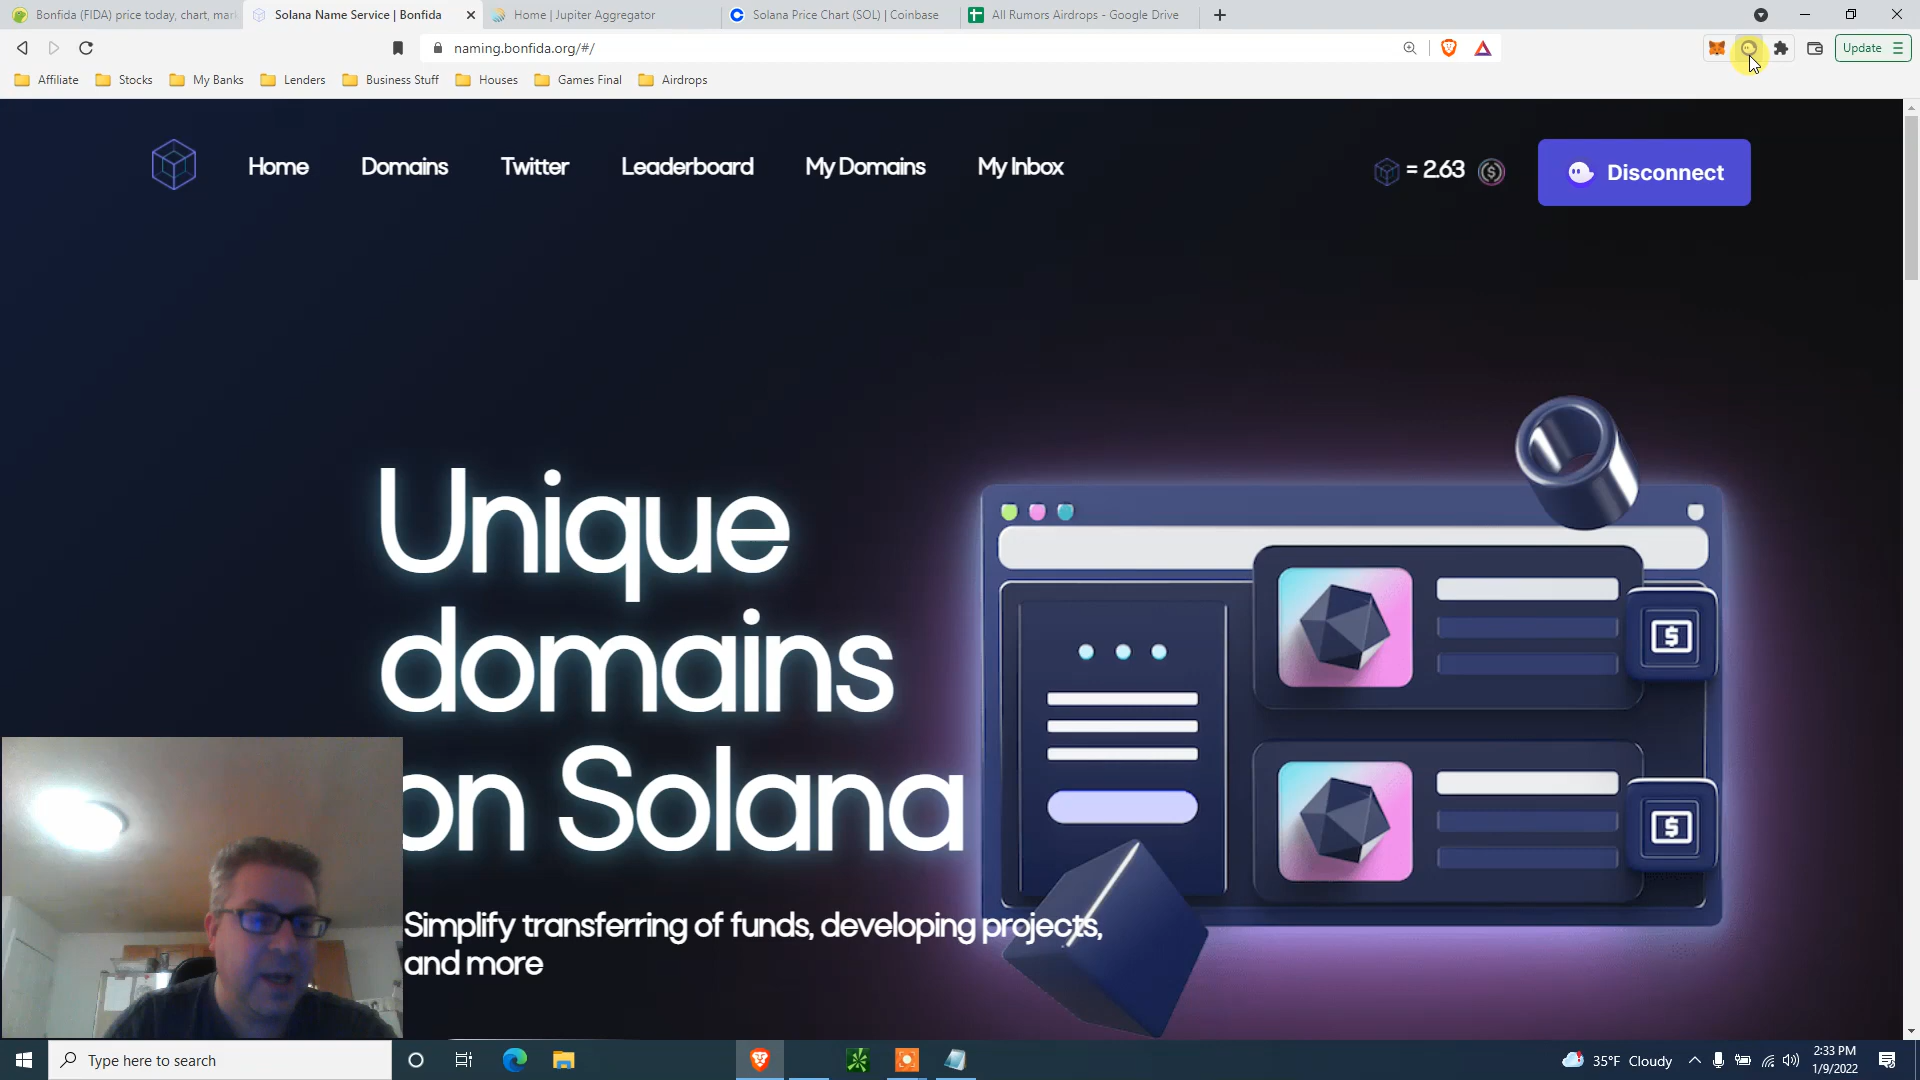 Bonfida (FIDA) price today, chart, mar
Solana Name Service | Bonfida
Home | Jupiter Aggregator
Solana Price Chart (SOL) | Coinbase
All Rumors Airdrops - Google Drive
naming.bonfida.org/#/
Update
Affiliate
Stocks
My Banks
Lenders
Business Stuff
Houses
Games Final
Airdrops
Home
Domains
Twitter
Leaderboard
My Domains
My Inbox
= 2.63
Disconnect
Unique
domains
on Solana
Simplify transferring of funds, developing projects,
and more
Type here to search
35°F Cloudy
2:33 PM
1/9/2022